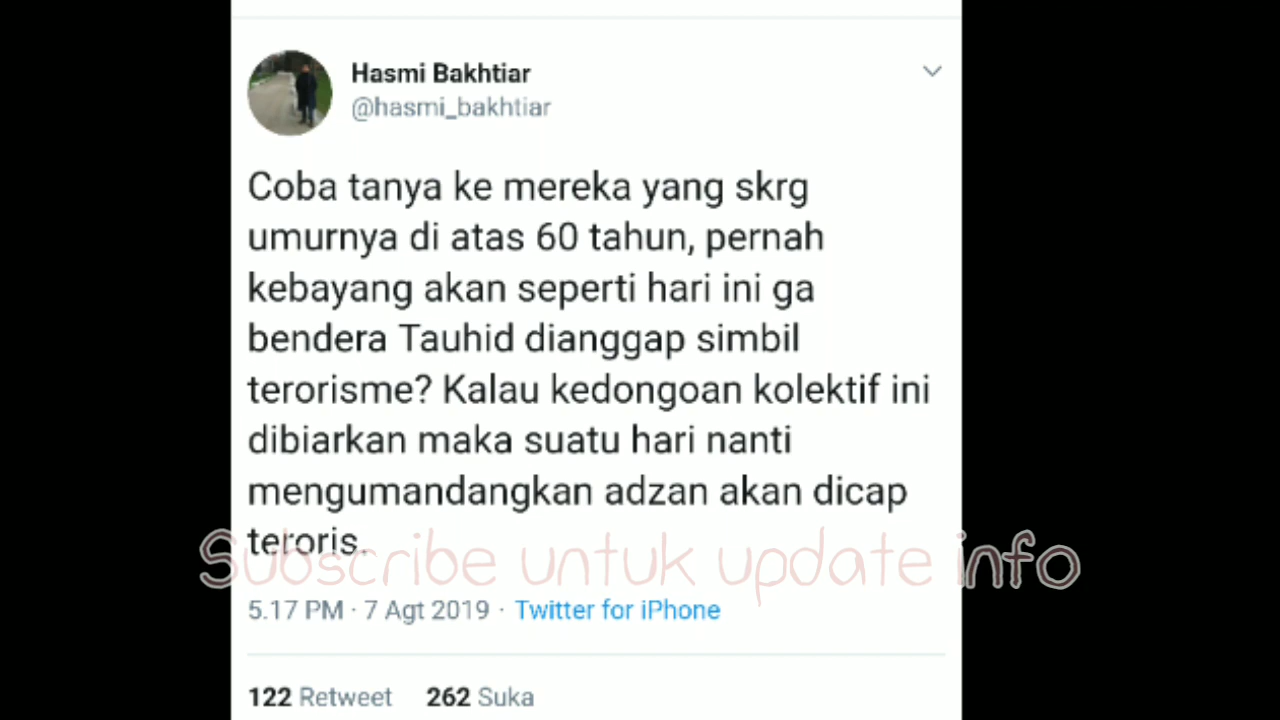 Hasmi Bakhtiar
@hasmi_bakhtiar
Coba tanya ke mereka yang skrg
umurnya di atas 60 tahun, pernah
kebayang akan seperti hari ini ga
bendera Tauhid dianggap simbil
terorisme? Kalau kedongoan kolektif ini
dibiarkan maka suatu hari nanti
mengumandangkan adzan akan dicap
teroris.
Subscribe untuk update info
5.17 PM · 7 Agt 2019 · Twitter for iPhone
122 Retweet 262 Suka